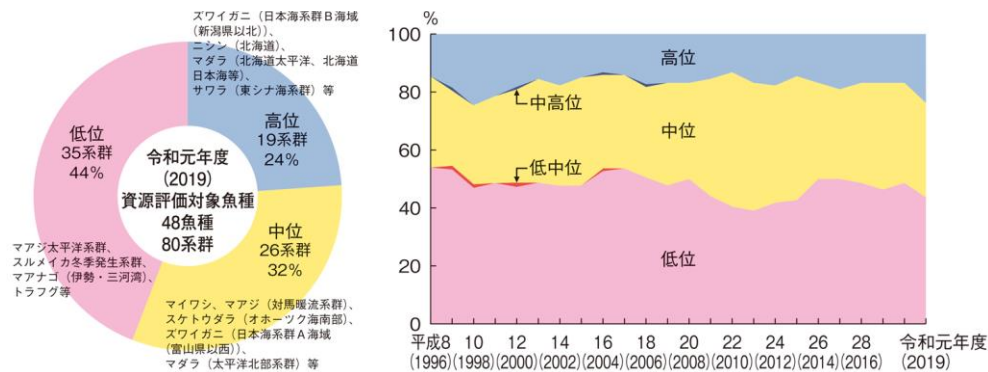 ズワイガニ（日本海系群Ｂ海域
（新潟県以北））、
ニシン（北海道）、
マダラ（北海道太平洋、北海道
日本海等）、
サワラ（東シナ海系群）等
高位
19系群
24%
低位
35系群
44%
令和元年度
(2019)
資源評価対象魚種
48魚種
80系群
中位
26系群
32%
マアジ太平洋系群、
スルメイカ冬季発生系群、
マアナゴ（伊勢・三河湾）、
トラフグ等
マイワシ、マアジ（対馬暖流系群）、
スケトウダラ（オホーツク海南部）、
ズワイガニ（日本海系群Ａ海域
（富山県以西））、
マダラ（太平洋北部系群）等
%
100
80
60
40
20
0
高位
中高位
中位
低中位
低位
平成8 10 12 14 16 18 20 22 24 26 28 令和元年度
(1996) (1998) (2000) (2002) (2004) (2006) (2008) (2010) (2012) (2014) (2016) (2019)